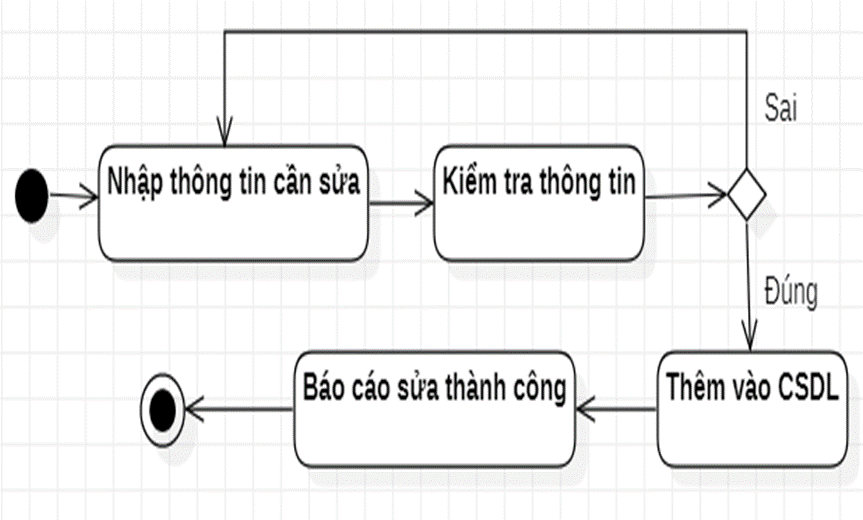 Sai
Nhập thông tin cần sửa
Kiểm tra thông tin
Đúng
Báo cáo sửa thành công
Thêm vào CSDL